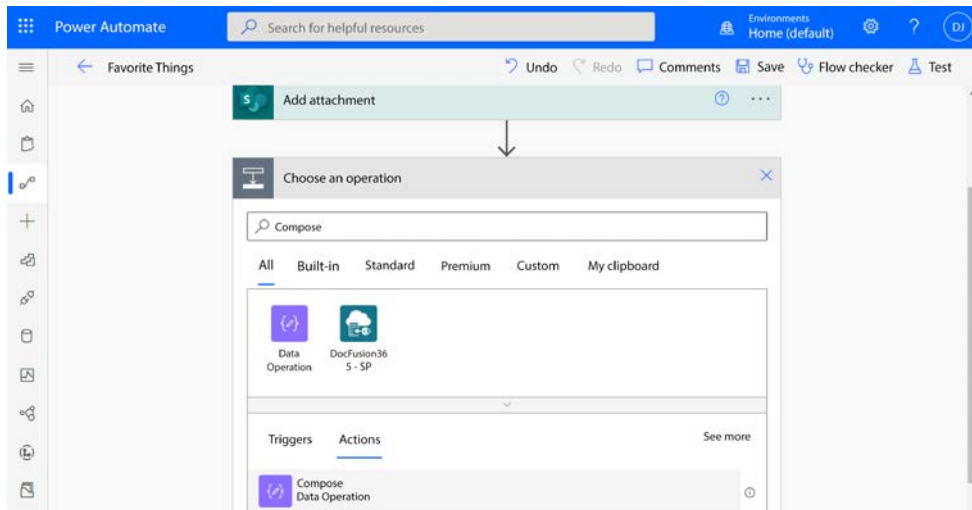 Power Automate
Search for helpful resources
Environments
Home (default)
?
DJ
Favorite Things
Undo
Redo
Comments
Save
Flow checker
Test
S
Add attachment
?
...
Choose an operation
Compose
All
Built-in
Standard
Premium
Custom
My clipboard
Data
Operation
DocFusion36
5 - SP
Triggers
Actions
See more
Compose
Data Operation